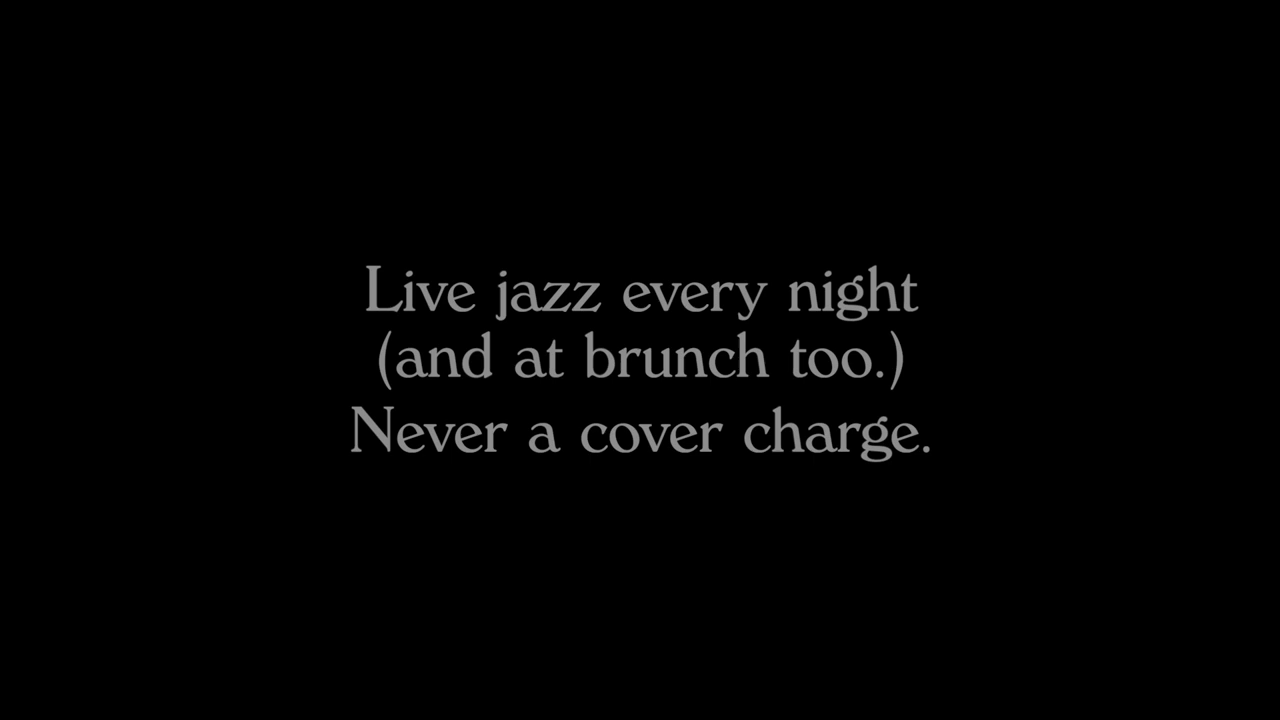 Live jazz every night
(and at brunch too.)
Never a cover charge.